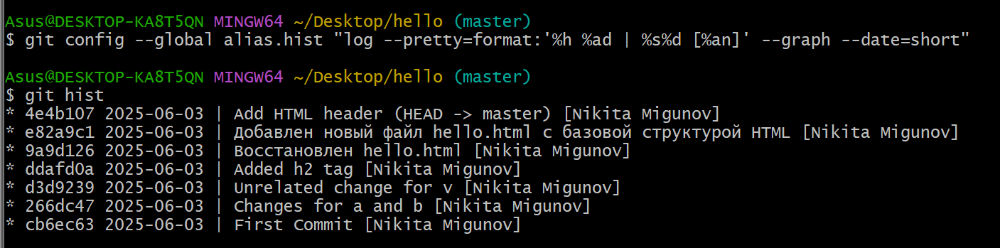 Asus@DESKTOP-KA8T5QN MINGW64 ~/Desktop/hello (master)
$ git config --global alias.hist "log --pretty=format:'%h %ad | %s%d [%an]' --graph --date=short"
Asus@DESKTOP-KA8T5QN MINGW64 ~/Desktop/hello (master)
$ git hist
* 4e4b107 2025-06-03 | Add HTML header (HEAD -> master) [Nikita Migunov]
* e82a9c1 2025-06-03 | Добавлен новый файл hello.html с базовой структурой HTML [Nikita Migunov]
* 9a9d126 2025-06-03 | Восстановлен hello.html [Nikita Migunov]
* ddafd0a 2025-06-03 | Added h2 tag [Nikita Migunov]
* d3d9239 2025-06-03 | Unrelated change for v [Nikita Migunov]
* 266dc47 2025-06-03 | Changes for a and b [Nikita Migunov]
* cb6ec63 2025-06-03 | First Commit [Nikita Migunov]